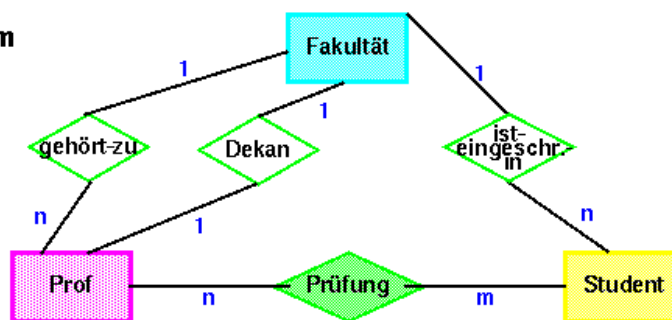 m
Fakultät
1
1
1
gehört-zu
Dekan
ist-
eingeschr.-
in
n
1
n
Prof
n
Prüfung
m
Student